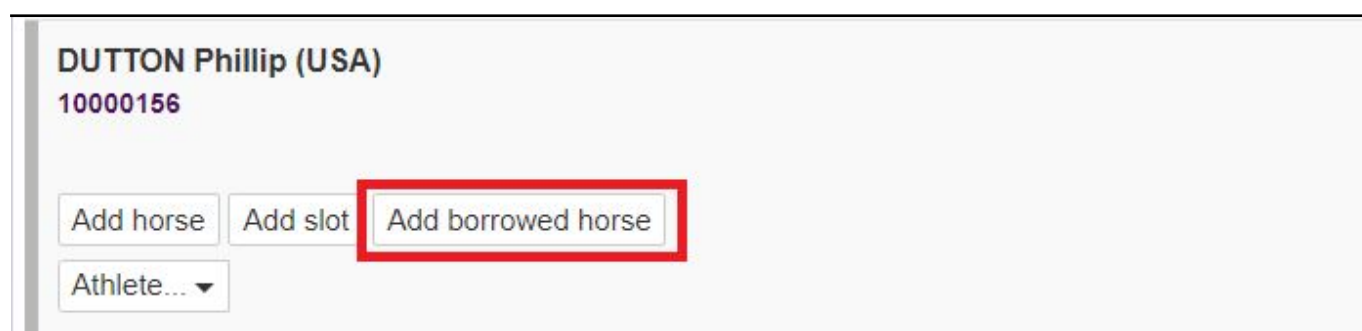 DUTTON Phillip (USA)
10000156
Add horse Add slot Add borrowed horse
Athlete...